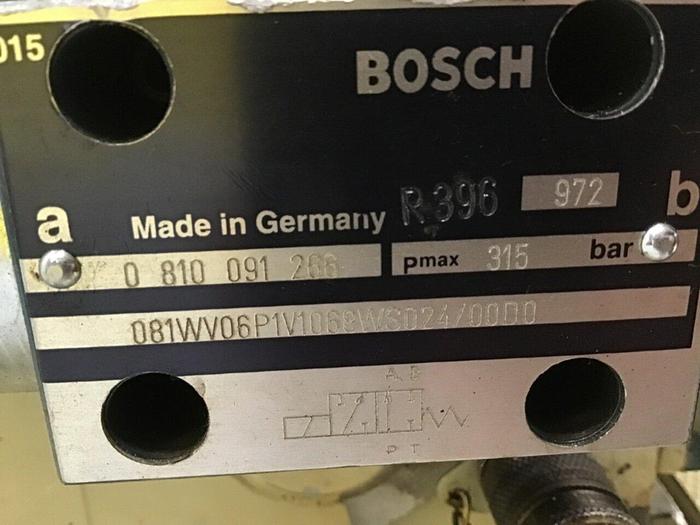 015
BOSCH
R396 972
a Made in Germany b
0 810 091 266 pmax 315 bar
081WV06P1V1068WS024/00D0
A B
P T